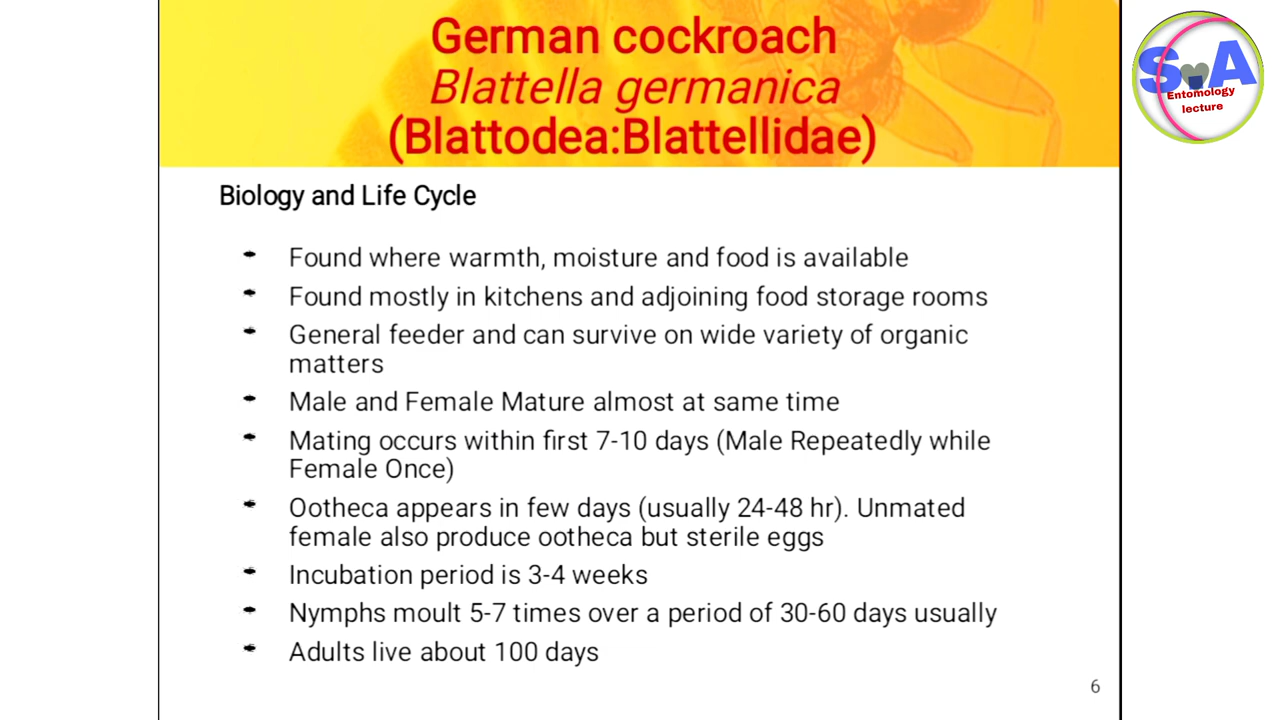 German cockroach
Blattella germanica
(Blattodea:Blattellidae)
S A
Entomology
lecture
Biology and Life Cycle
Found where warmth, moisture and food is available
Found mostly in kitchens and adjoining food storage rooms
General feeder and can survive on wide variety of organic
matters
Male and Female Mature almost at same time
Mating occurs within first 7-10 days (Male Repeatedly while
Female Once)
Ootheca appears in few days (usually 24-48 hr). Unmated
female also produce ootheca but sterile eggs
Incubation period is 3-4 weeks
Nymphs moult 5-7 times over a period of 30-60 days usually
Adults live about 100 days
6